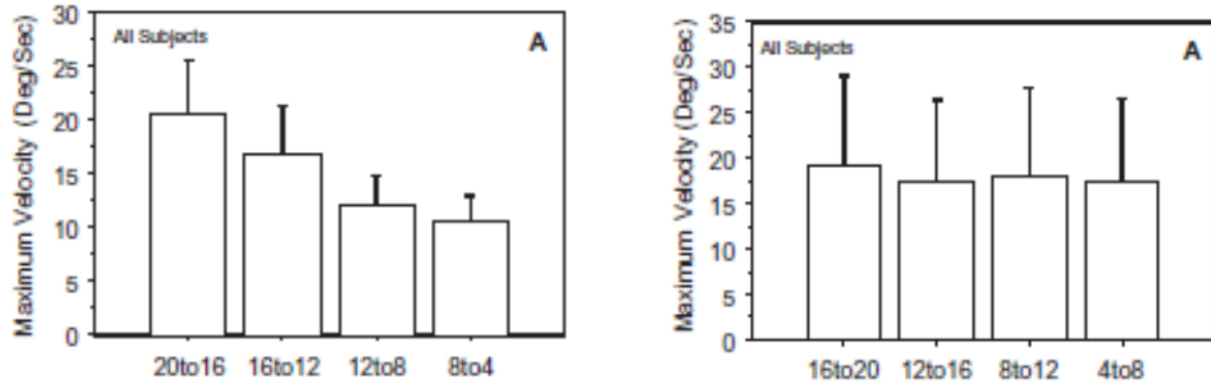 Maximum Velocity (Deg/Sec)
30
25
20
15
10
5
0
All Subjects
A
20to16 16to12 12to8 8to4
Maximum Velocity (Deg/Sec)
35
30
25
20
15
10
5
0
All Subjects
A
16to20 12to16 8to12 4to8